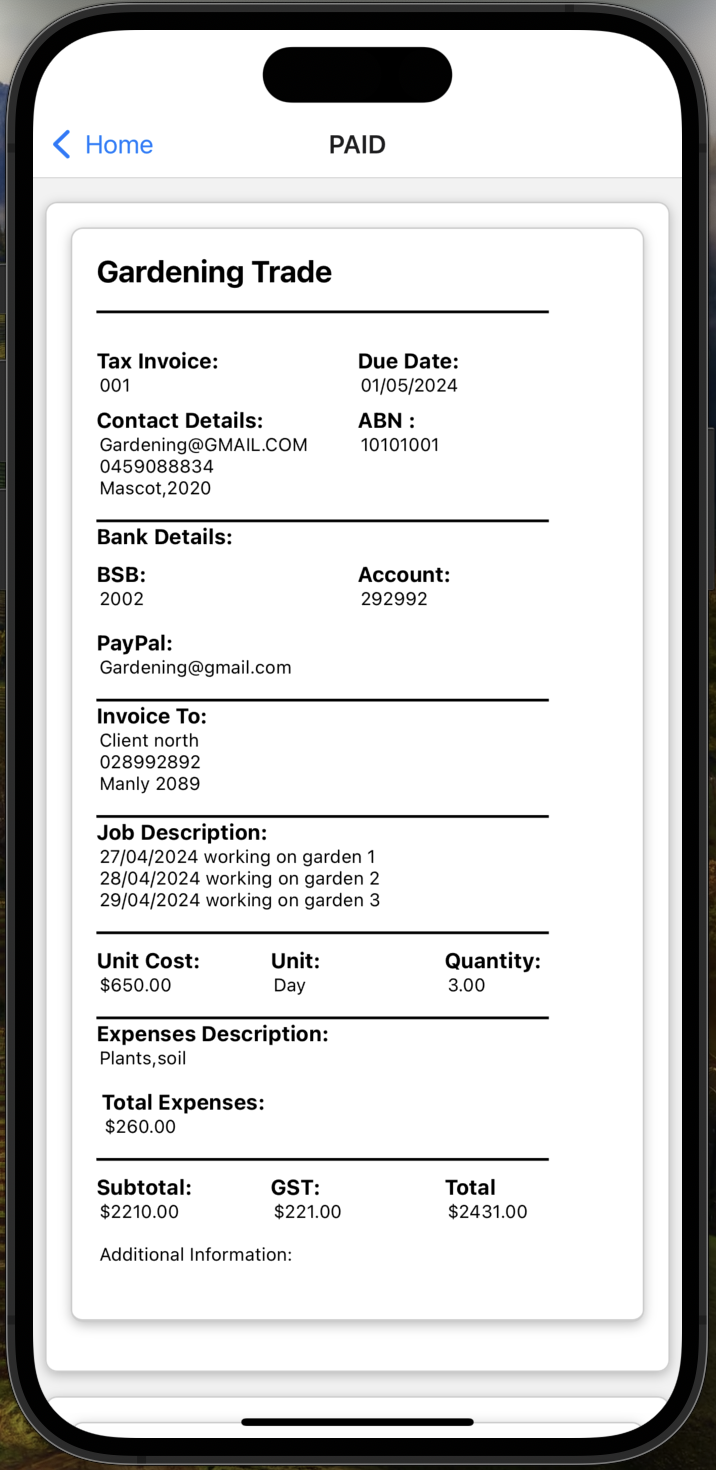 Home PAID
Gardening Trade
Tax Invoice: Due Date:
001 01/05/2024
Contact Details: ABN :
Gardening@GMAIL.COM 10101001
0459088834
Mascot,2020
Bank Details:
BSB: Account:
2002 292992
PayPal:
Gardening@gmail.com
Invoice To:
Client north
028992892
Manly 2089
Job Description:
27/04/2024 working on garden 1
28/04/2024 working on garden 2
29/04/2024 working on garden 3
Unit Cost: Unit: Quantity:
$650.00 Day 3.00
Expenses Description:
Plants,soil
Total Expenses:
$260.00
Subtotal: GST: Total
$2210.00 $221.00 $2431.00
Additional Information: